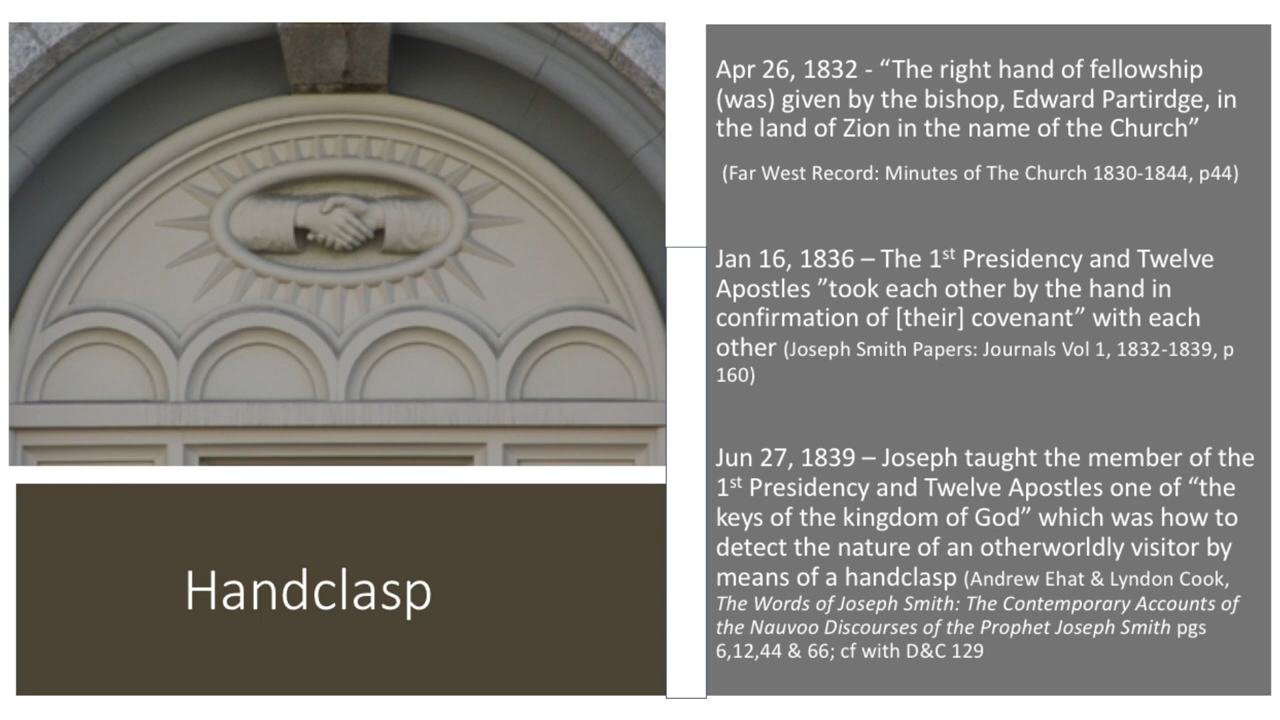 Apr 26, 1832 - “The right hand of fellowship
(was) given by the bishop, Edward Partirdge, in
the land of Zion in the name of the Church”
(Far West Record: Minutes of The Church 1830-1844, p44)
Jan 16, 1836 – The 1st Presidency and Twelve
Apostles ”took each other by the hand in
confirmation of [their] covenant” with each
other (Joseph Smith Papers: Journals Vol 1, 1832-1839, p
160)
Jun 27, 1839 – Joseph taught the member of the
1st Presidency and Twelve Apostles one of “the
keys of the kingdom of God” which was how to
detect the nature of an otherworldly visitor by
means of a handclasp (Andrew Ehat & Lyndon Cook,
The Words of Joseph Smith: The Contemporary Accounts of
the Nauvoo Discourses of the Prophet Joseph Smith pgs
6,12,44 & 66; cf with D&C 129
Handclasp